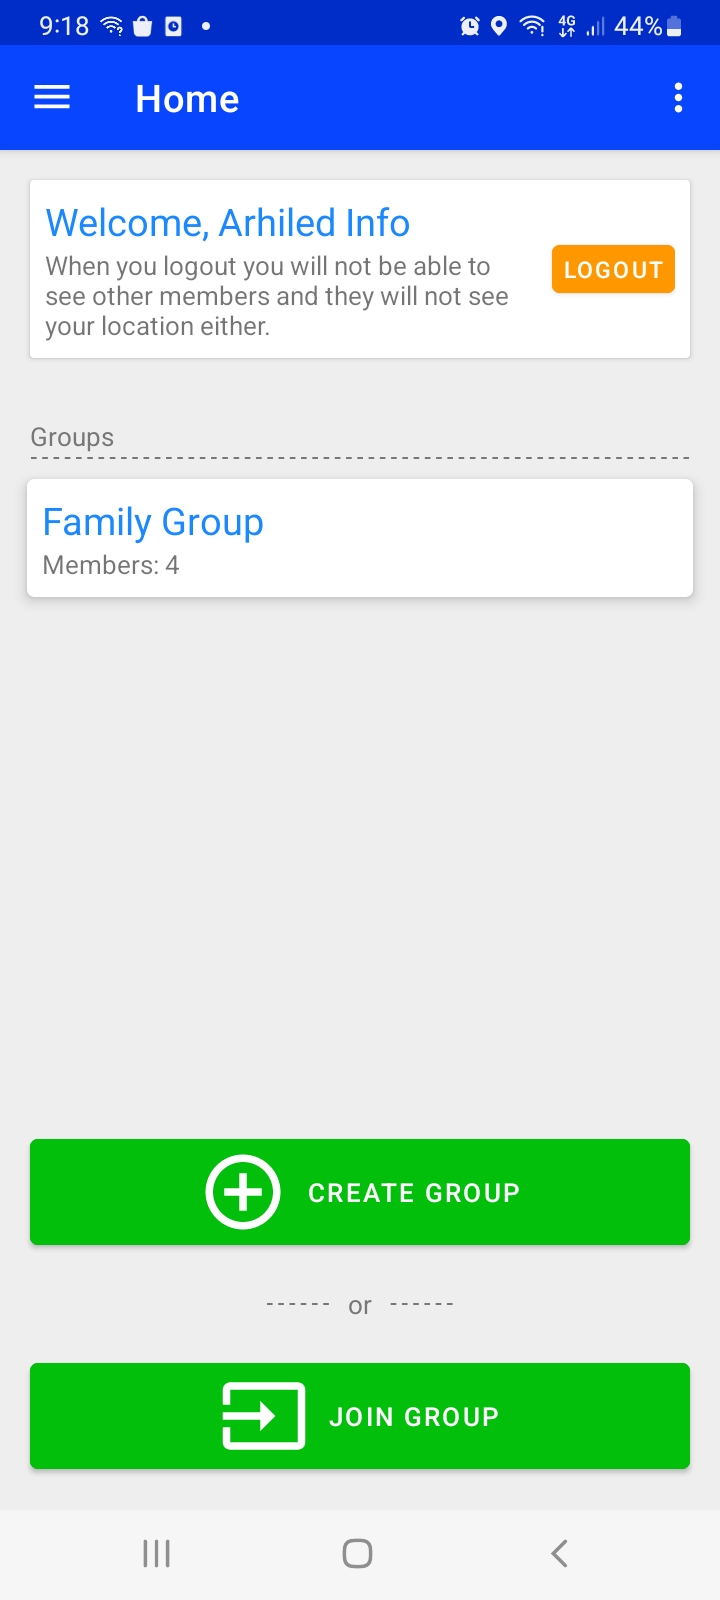 9:18 4G 44%
Home
Welcome, Arhiled Info
When you logout you will not be able to
see other members and they will not see
your location either.
LOGOUT
Groups
Family Group
Members: 4
CREATE GROUP
------ or ------
JOIN GROUP